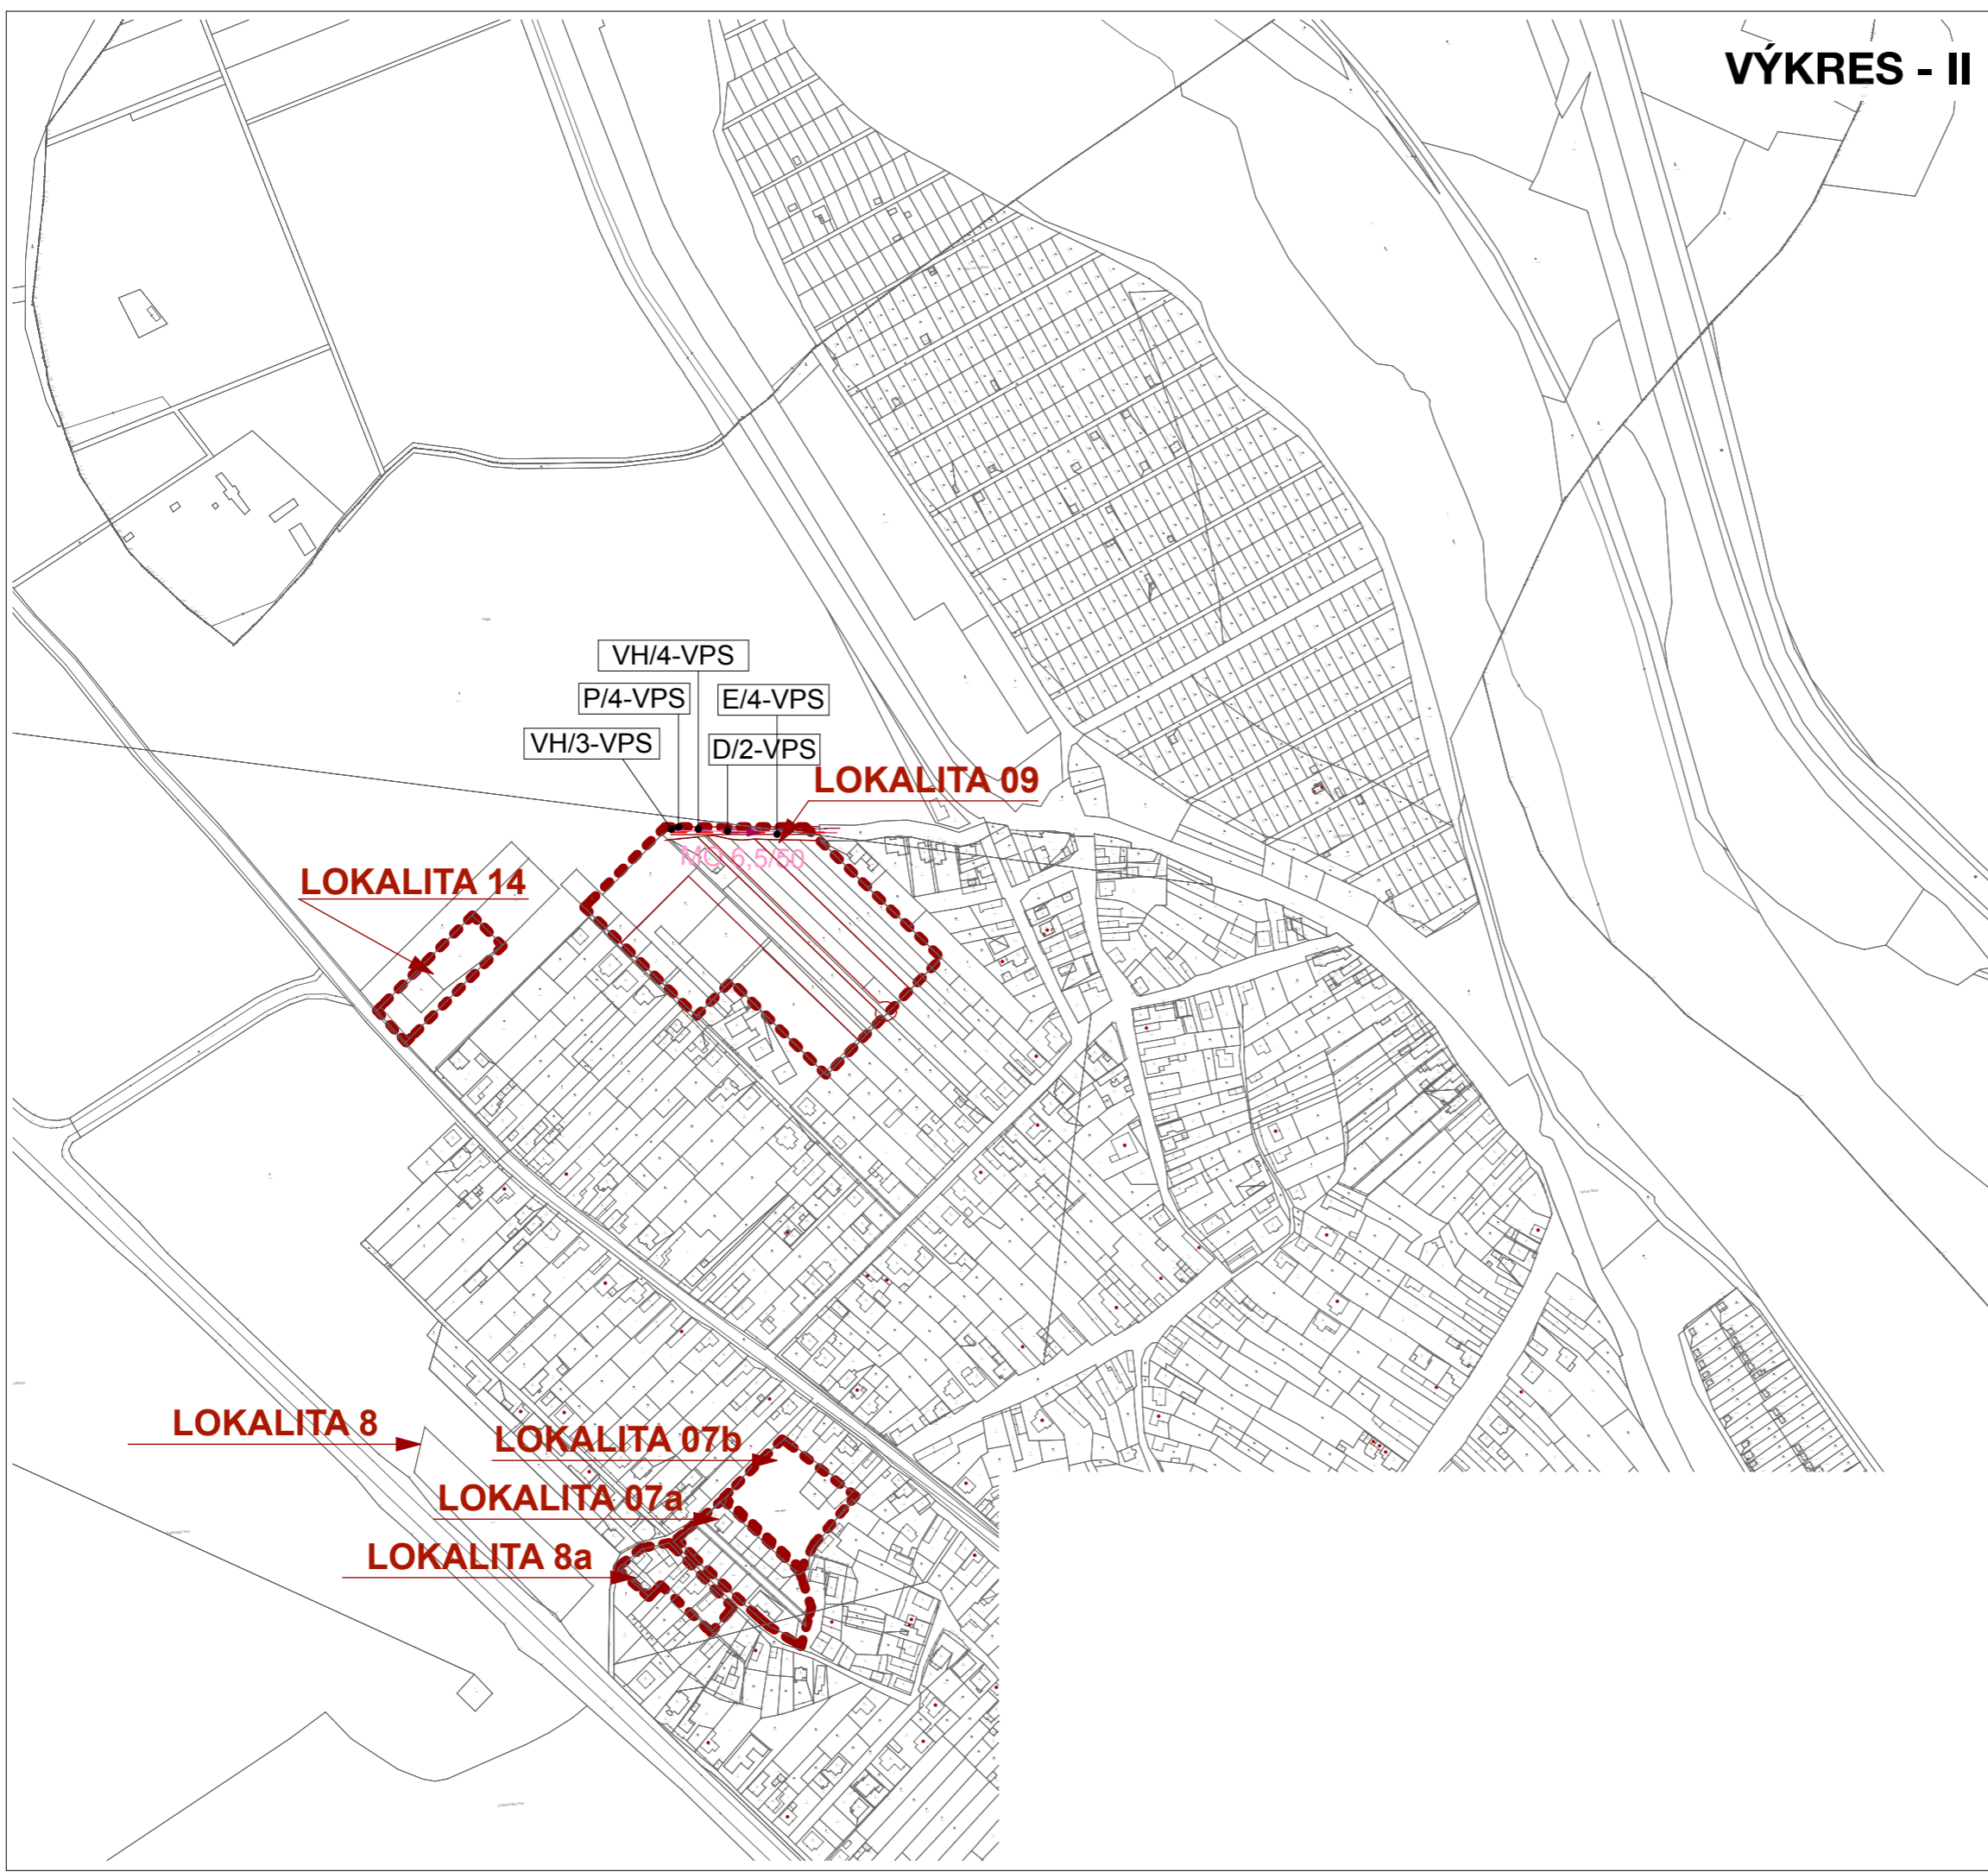 VÝKRES - II
VH/4-VPS
P/4-VPS
E/4-VPS
VH/3-VPS
D/2-VPS
LOKALITA 09
MO 6,5/50
LOKALITA 14
LOKALITA 8
LOKALITA 07b
LOKALITA 07a
LOKALITA 8a